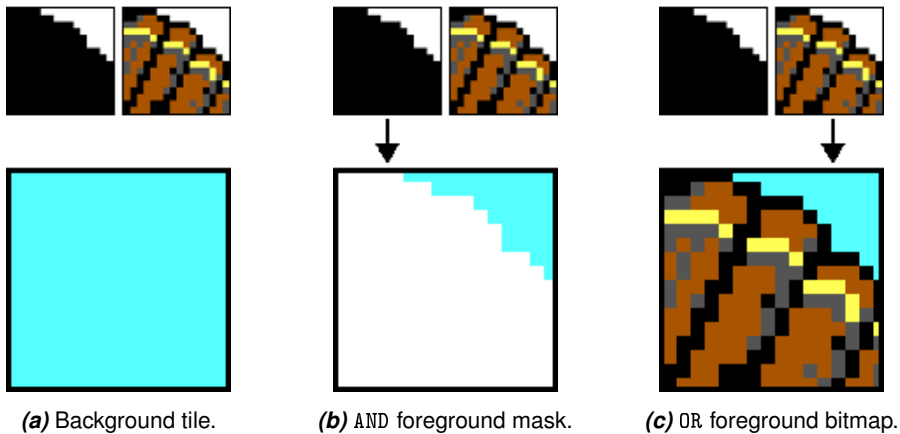 (a) Background tile.
(b) AND foreground mask.
(c) OR foreground bitmap.